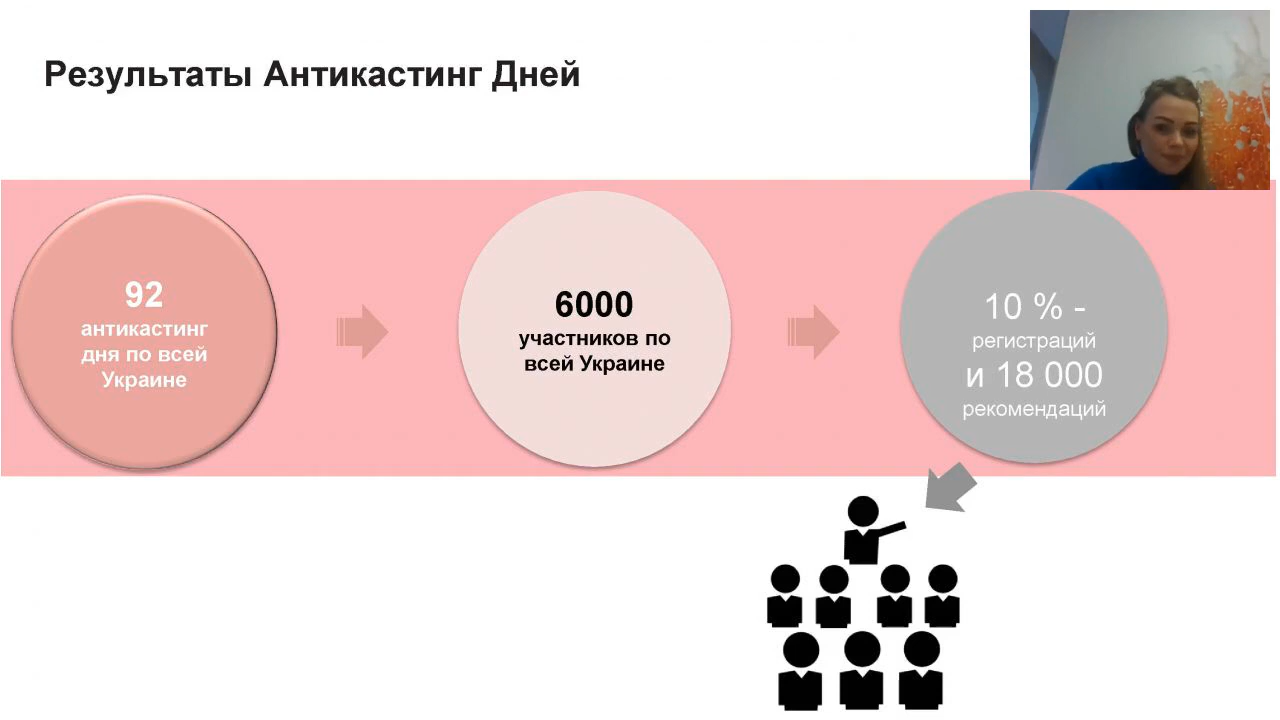 Результаты Антикастинг Дней
92
антикастинг
дня по всей
Украине
6000
участников по
всей Украине
10 % -
регистраций
и 18 000
рекомендаций